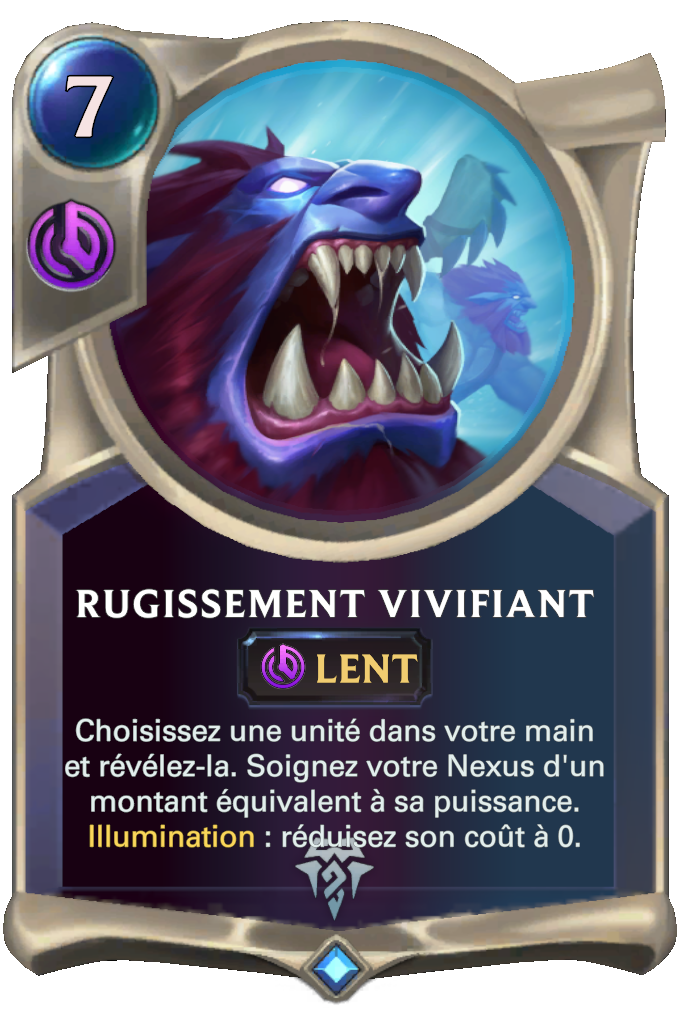 7
RUGISSEMENT VIVIFIANT
LENT
Choisissez une unité dans votre main
et révélez-la. Soignez votre Nexus d'un
montant équivalent à sa puissance.
Illumination : réduisez son coût à 0.